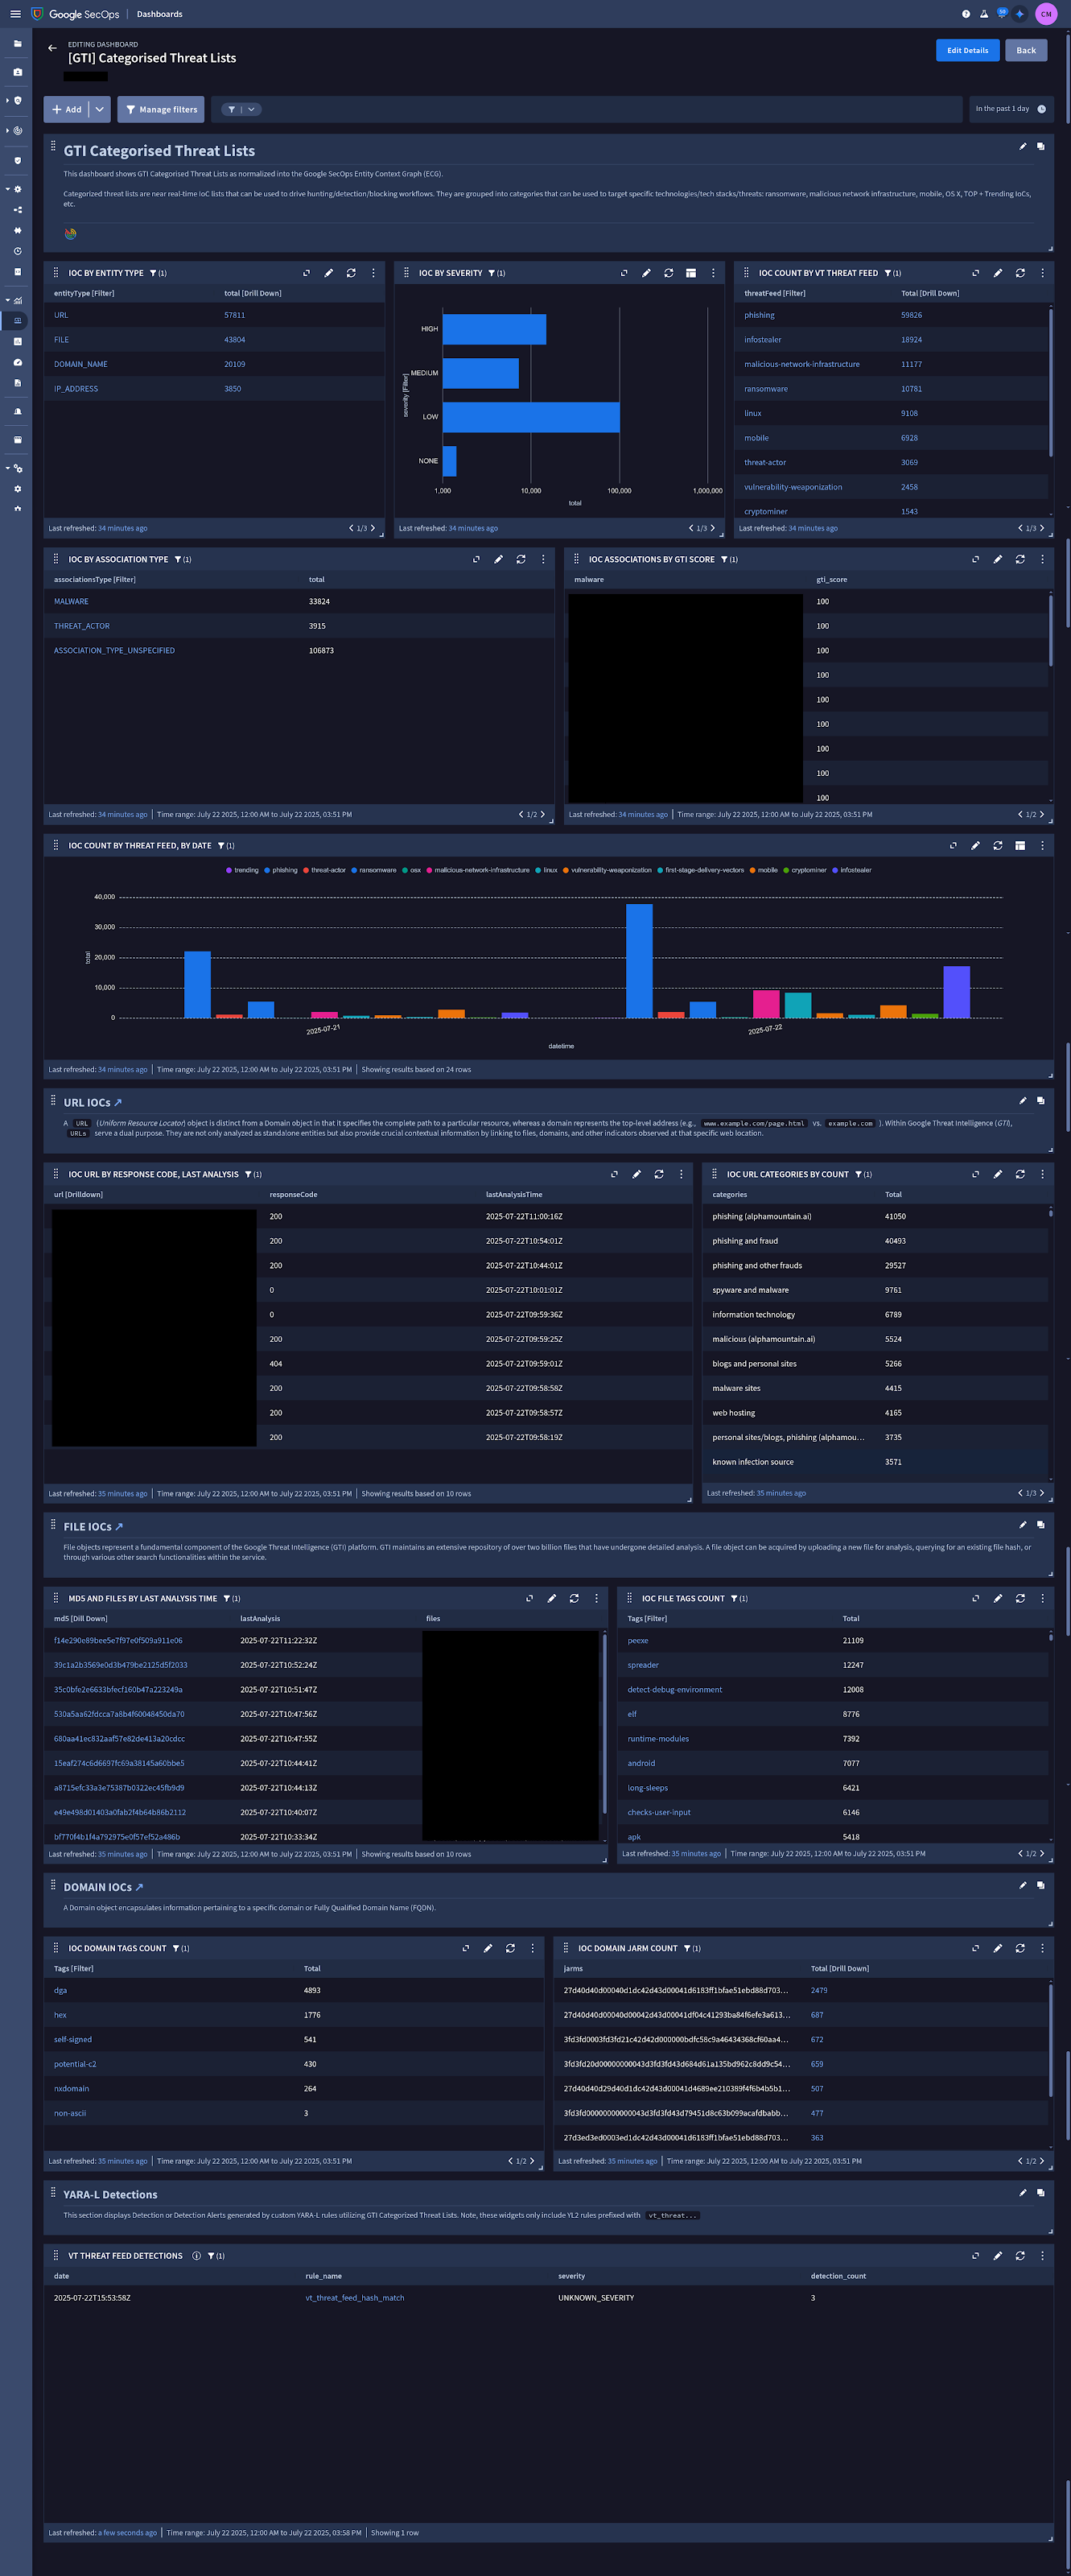 Google SecOps | Dashboards
50
CM
EDITING DASHBOARD
[GTI] Categorised Threat Lists
Edit Details
Back
Add
Manage filters
In the past 1 day
GTI Categorised Threat Lists
This dashboard shows GTI Categorised Threat Lists as normalized into the Google SecOps Entity Context Graph (ECG).
Categorized threat lists are near real-time IoC lists that can be used to drive hunting/detection/blocking workflows. They are grouped into categories that can be used to target specific technologies/tech stacks/threats: ransomware, malicious network infrastructure, mobile, OS X, TOP + Trending IoCs,
etc.
IOC BY ENTITY TYPE (1)
entityType [Filter] total [Drill Down]
URL 57811
FILE 43804
DOMAIN_NAME 20109
IP_ADDRESS 3850
Last refreshed: 34 minutes ago 1/3
IOC BY SEVERITY (1)
severity [Filter]
HIGH
MEDIUM
LOW
NONE
1,000 10,000 100,000 1,000,000
total
Last refreshed: 34 minutes ago 1/3
IOC COUNT BY VT THREAT FEED (1)
threatFeed [Filter] Total [Drill Down]
phishing 59826
infostealer 18924
malicious-network-infrastructure 11177
ransomware 10781
linux 9108
mobile 6928
threat-actor 3069
vulnerability-weaponization 2458
cryptominer 1543
Last refreshed: 34 minutes ago 1/3
IOC BY ASSOCIATION TYPE (1)
associationsType [Filter] total
MALWARE 33824
THREAT_ACTOR 3915
ASSOCIATION_TYPE_UNSPECIFIED 106873
Last refreshed: 34 minutes ago | Time range: July 22 2025, 12:00 AM to July 22 2025, 03:51 PM 1/2
IOC ASSOCIATIONS BY GTI SCORE (1)
malware gti_score
100
100
100
100
100
100
100
100
100
Last refreshed: 34 minutes ago | Time range: July 22 2025, 12:00 AM to July 22 2025, 03:51 PM 1/2
IOC COUNT BY THREAT FEED, BY DATE (1)
trending phishing threat-actor ransomware osx malicious-network-infrastructure linux vulnerability-weaponization first-stage-delivery-vectors mobile cryptominer infostealer
total
40,000
30,000
20,000
10,000
0
2025-07-21 2025-07-22
datetime
Last refreshed: 34 minutes ago | Time range: July 22 2025, 12:00 AM to July 22 2025, 03:51 PM | Showing results based on 24 rows
URL IOCs ↗
A URL (Uniform Resource Locator) object is distinct from a Domain object in that it specifies the complete path to a particular resource, whereas a domain represents the top-level address (e.g., www.example.com/page.html vs. example.com ). Within Google Threat Intelligence (GTI),
URLs serve a dual purpose. They are not only analyzed as standalone entities but also provide crucial contextual information by linking to files, domains, and other indicators observed at that specific web location.
IOC URL BY RESPONSE CODE, LAST ANALYSIS (1)
url [Drilldown] responseCode lastAnalysisTime
200 2025-07-22T11:00:16Z
200 2025-07-22T10:54:01Z
200 2025-07-22T10:44:01Z
0 2025-07-22T10:01:01Z
0 2025-07-22T09:59:36Z
200 2025-07-22T09:59:25Z
404 2025-07-22T09:59:01Z
200 2025-07-22T09:58:58Z
200 2025-07-22T09:58:57Z
200 2025-07-22T09:58:19Z
Last refreshed: 35 minutes ago | Time range: July 22 2025, 12:00 AM to July 22 2025, 03:51 PM | Showing results based on 10 rows
IOC URL CATEGORIES BY COUNT (1)
categories Total
phishing (alphamountain.ai) 41050
phishing and fraud 40493
phishing and other frauds 29527
spyware and malware 9761
information technology 6789
malicious (alphamountain.ai) 5524
blogs and personal sites 5266
malware sites 4415
web hosting 4165
personal sites/blogs, phishing (alphamou... 3735
known infection source 3571
Last refreshed: 35 minutes ago 1/3
FILE IOCs ↗
File objects represent a fundamental component of the Google Threat Intelligence (GTI) platform. GTI maintains an extensive repository of over two billion files that have undergone detailed analysis. A file object can be acquired by uploading a new file for analysis, querying for an existing file hash, or
through various other search functionalities within the service.
MD5 AND FILES BY LAST ANALYSIS TIME (1)
md5 [Dill Down] lastAnalysis files
f14e290e89bee5e7f97e0f509a911e06 2025-07-22T11:22:32Z
39c1a2b3569e0d3b479be2125d5f2033 2025-07-22T10:52:24Z
35c0bfe2e6633bfecf160b47a223249a 2025-07-22T10:51:47Z
530a5aa62fdcca7a8b4f60048450da70 2025-07-22T10:47:56Z
680aa41ec832aaf57e82de413a20cdcc 2025-07-22T10:47:55Z
15eaf274c6d6697fc69a38145a60bbe5 2025-07-22T10:44:41Z
a8715efc33a3e75387b0322ec45fb9d9 2025-07-22T10:44:13Z
e49e498d01403a0fab2f4b64b86b2112 2025-07-22T10:40:07Z
bf770f4b1f4a792975e0f57ef52a486b 2025-07-22T10:33:34Z
Last refreshed: 35 minutes ago | Time range: July 22 2025, 12:00 AM to July 22 2025, 03:51 PM | Showing results based on 10 rows
IOC FILE TAGS COUNT (1)
Tags [Filter] Total
peexe 21109
spreader 12247
detect-debug-environment 12008
elf 8776
runtime-modules 7392
android 7077
long-sleeps 6421
checks-user-input 6146
apk 5418
Last refreshed: 35 minutes ago | Time range: July 22 2025, 12:00 AM to July 22 2025, 03:51 PM 1/2
DOMAIN IOCs ↗
A Domain object encapsulates information pertaining to a specific domain or Fully Qualified Domain Name (FQDN).
IOC DOMAIN TAGS COUNT (1)
Tags [Filter] Total
dga 4893
hex 1776
self-signed 541
potential-c2 430
nxdomain 264
non-ascii 3
Last refreshed: 35 minutes ago | Time range: July 22 2025, 12:00 AM to July 22 2025, 03:51 PM 1/2
IOC DOMAIN JARM COUNT (1)
jarms Total [Drill Down]
27d40d40d00040d1dc42d43d00041d6183ff1bfae51ebd88d703... 2479
27d40d40d00040d00042d43d00041df04c41293ba84f6efe3a613... 687
3fd3fd0003fd3fd21c42d42d000000bdfc58c9a46434368cf60aa4... 672
3fd3fd20d00000000043d3fd3fd43d684d61a135bd962c8dd9c54... 659
27d40d40d29d40d1dc42d43d00041d4689ee210389f4f6b4b5b1... 507
3fd3fd00000000000043d3fd3fd43d79451d8c63b099acafdbabb... 477
27d3ed3ed0003ed1dc42d43d00041d6183ff1bfae51ebd88d703... 363
Last refreshed: 35 minutes ago | Time range: July 22 2025, 12:00 AM to July 22 2025, 03:51 PM 1/2
YARA-L Detections
This section displays Detection or Detection Alerts generated by custom YARA-L rules utilizing GTI Categorized Threat Lists. Note, these widgets only include YL2 rules prefixed with vt_threat...
VT THREAT FEED DETECTIONS (1)
date rule_name severity detection_count
2025-07-22T15:53:58Z vt_threat_feed_hash_match UNKNOWN_SEVERITY 3
Last refreshed: a few seconds ago | Time range: July 22 2025, 12:00 AM to July 22 2025, 03:58 PM | Showing 1 row